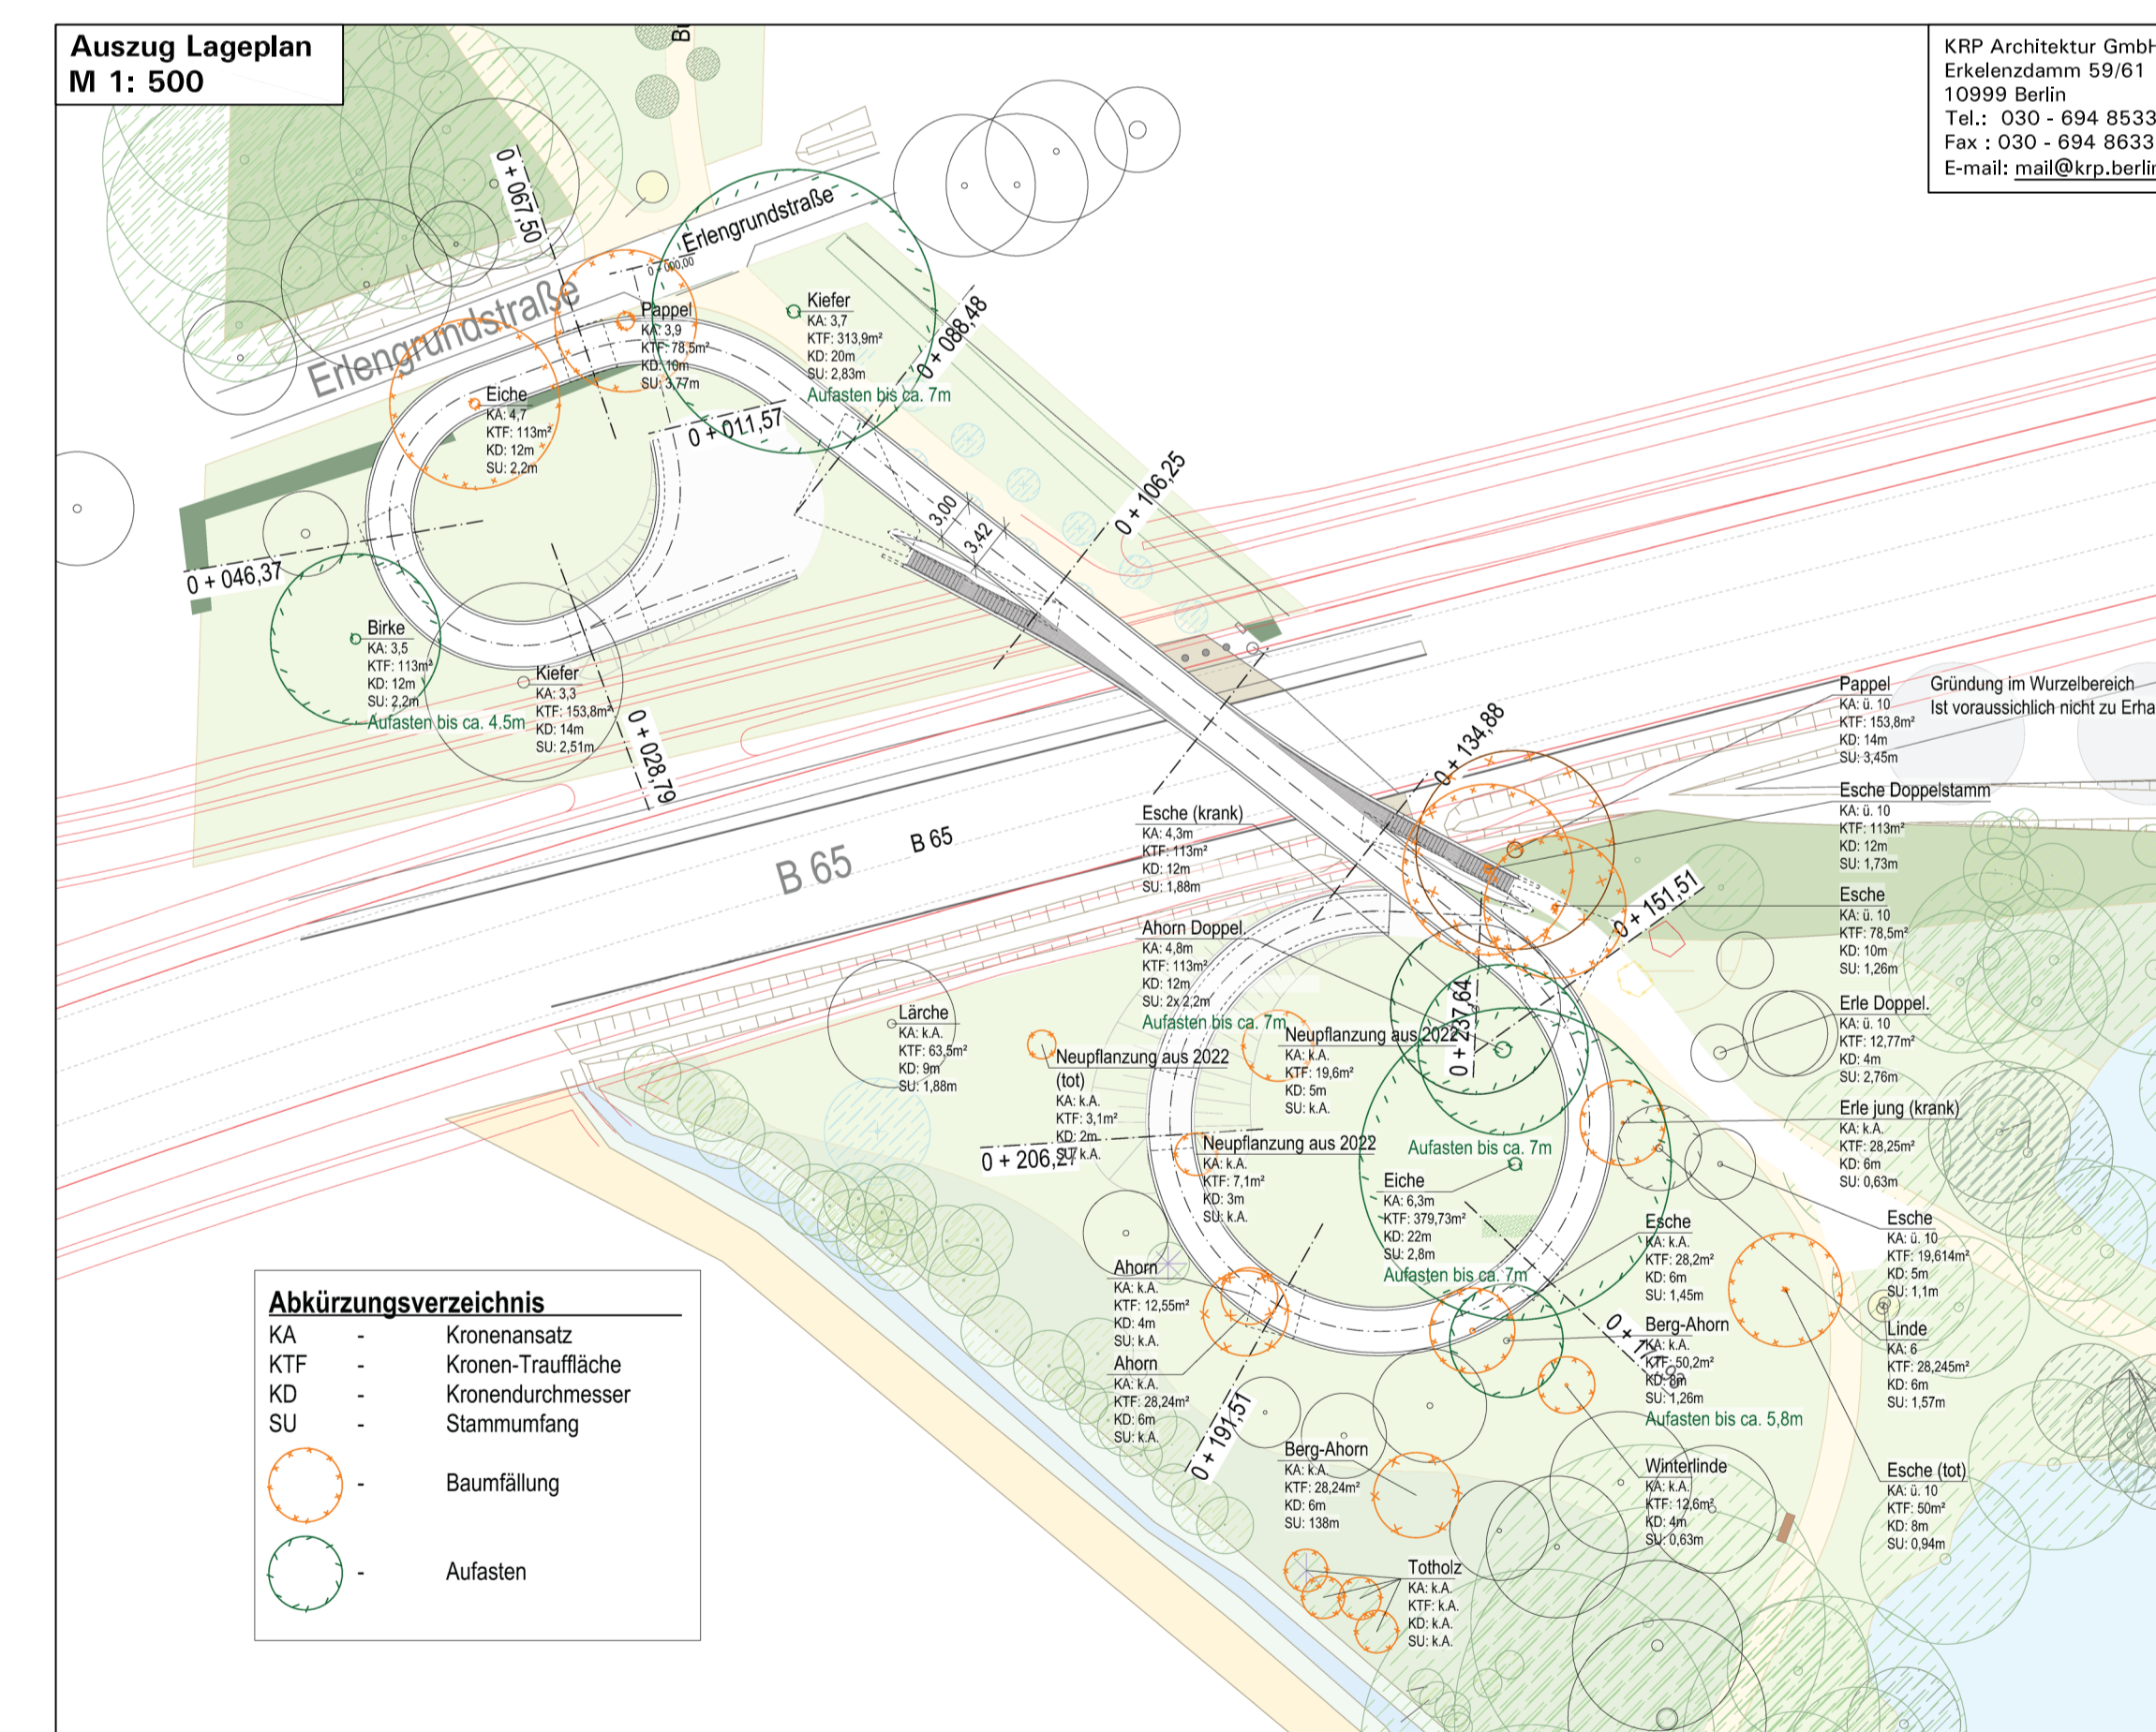 Auszug Lageplan
M 1: 500
KRP Architektur GmbH
Erkelenzdamm 59/61
10999 Berlin
Tel.: 030 - 694 8533
Fax : 030 - 694 8633
E-mail: mail@krp.berlin
0 + 067,50
Erlengrundstraße
0 + 000,00
Erlengrundstraße
Pappel
KA: 3,9
KTF: 78,5m²
KD: 10m
SU: 3,77m
Kiefer
KA: 3,7
KTF: 313,9m²
KD: 20m
SU: 2,83m
Aufasten bis ca. 7m
0 + 088,48
Eiche
KA: 4,7
KTF: 113m²
KD: 12m
SU: 2,2m
0 + 011,57
0 + 106,25
3,00
3,42
0 + 046,37
Birke
KA: 3,5
KTF: 113m²
KD: 12m
SU: 2,2m
Aufasten bis ca. 4.5m
Kiefer
KA: 3,3
KTF: 153,8m²
KD: 14m
SU: 2,51m
0 + 028,79
B 65
B 65
0 + 134,88
Pappel
KA: ü. 10
KTF: 153,8m²
KD: 14m
SU: 3,45m
Gründung im Wurzelbereich
Ist voraussichlich nicht zu Erha
Esche Doppelstamm
KA: ü. 10
KTF: 113m²
KD: 12m
SU: 1,73m
Esche (krank)
KA: 4,3m
KTF: 113m²
KD: 12m
SU: 1,88m
Esche
KA: ü. 10
KTF: 78,5m²
KD: 10m
SU: 1,26m
0 + 151,51
Ahorn Doppel.
KA: 4,8m
KTF: 113m²
KD: 12m
SU: 2x 2,2m
Aufasten bis ca. 7m
0 + 237,64
Erle Doppel.
KA: ü. 10
KTF: 12,77m²
KD: 4m
SU: 2,76m
Lärche
KA: k.A.
KTF: 63,5m²
KD: 9m
SU: 1,88m
Neupflanzung aus 2022
(tot)
KA: k.A.
KTF: 3,1m²
KD: 2m
SU: k.A.
Neupflanzung aus 2022
KA: k.A.
KTF: 19,6m²
KD: 5m
SU: k.A.
Erle jung (krank)
KA: k.A.
KTF: 28,25m²
KD: 6m
SU: 0,63m
0 + 206,27
Neupflanzung aus 2022
KA: k.A.
KTF: 7,1m²
KD: 3m
SU: k.A.
Aufasten bis ca. 7m
Eiche
KA: 6,3m
KTF: 379,73m²
KD: 22m
SU: 2,8m
Aufasten bis ca. 7m
Esche
KA: k.A.
KTF: 28,2m²
KD: 6m
SU: 1,45m
Esche
KA: ü. 10
KTF: 19,614m²
KD: 5m
SU: 1,1m
Ahorn
KA: k.A.
KTF: 12,55m²
KD: 4m
SU: k.A.
Ahorn
KA: k.A.
KTF: 28,24m²
KD: 6m
SU: k.A.
Berg-Ahorn
KA: k.A.
KTF: 50,2m²
KD: 8m
SU: 1,26m
Aufasten bis ca. 5,8m
Linde
KA: 6
KTF: 28,245m²
KD: 6m
SU: 1,57m
0 + 191,51
Berg-Ahorn
KA: k.A.
KTF: 28,24m²
KD: 6m
SU: 138m
Winterlinde
KA: k.A.
KTF: 12,6m²
KD: 4m
SU: 0,63m
Esche (tot)
KA: ü. 10
KTF: 50m²
KD: 8m
SU: 0,94m
Totholz
KA: k.A.
KTF: k.A.
KD: k.A.
SU: k.A.
Abkürzungsverzeichnis
KA - Kronenansatz
KTF - Kronen-Trauffläche
KD - Kronendurchmesser
SU - Stammumfang
- Baumfällung
- Aufasten